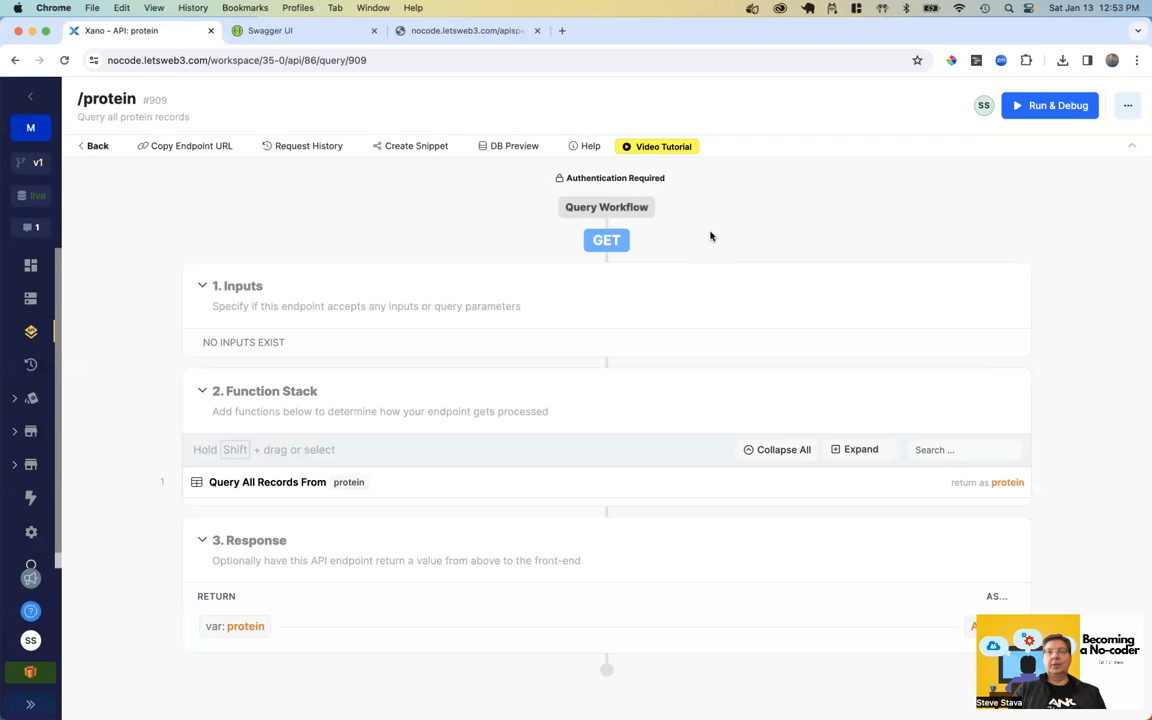 Chrome File Edit View History Bookmarks Profiles Tab Window Help
Sat Jan 13 12:53 PM
Xano - API: protein
Swagger UI
nocode.letsweb3.com/apispe
nocode.letsweb3.com/workspace/35-0/api/86/query/909
M
v1
live
1
SS
/protein #909
Query all protein records
SS
Run & Debug
Back
Copy Endpoint URL
Request History
Create Snippet
DB Preview
Help
Video Tutorial
Authentication Required
Query Workflow
GET
1. Inputs
Specify if this endpoint accepts any inputs or query parameters
NO INPUTS EXIST
2. Function Stack
Add functions below to determine how your endpoint gets processed
Hold Shift + drag or select
Collapse All
Expand
Search ...
1 Query All Records From protein
return as protein
3. Response
Optionally have this API endpoint return a value from above to the front-end
RETURN
AS...
var: protein
Becoming
a No-coder
Steve Stava